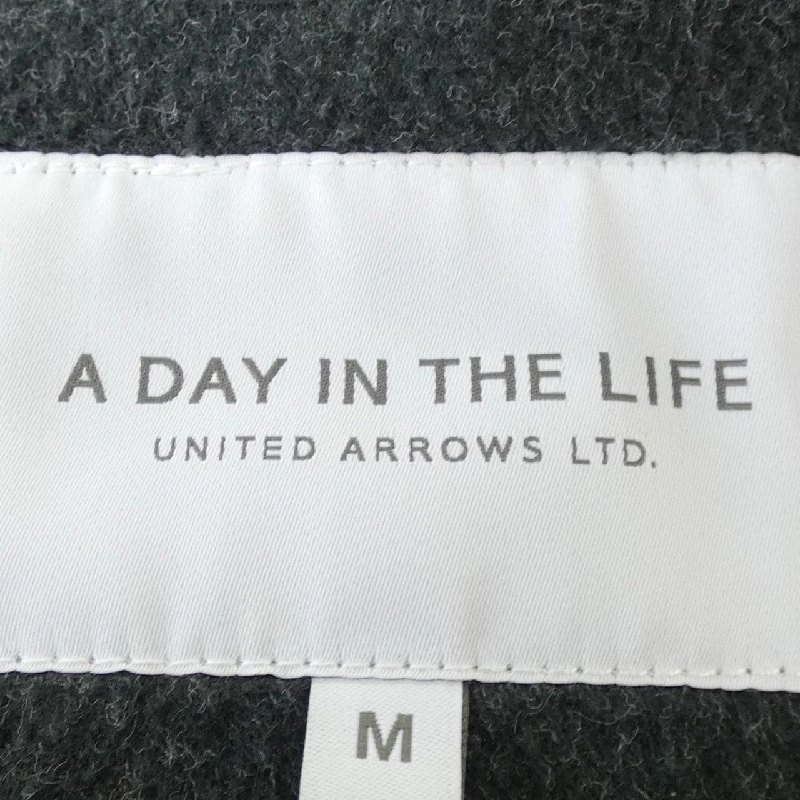 A DAY IN THE LIFE
UNITED ARROWS LTD.
M